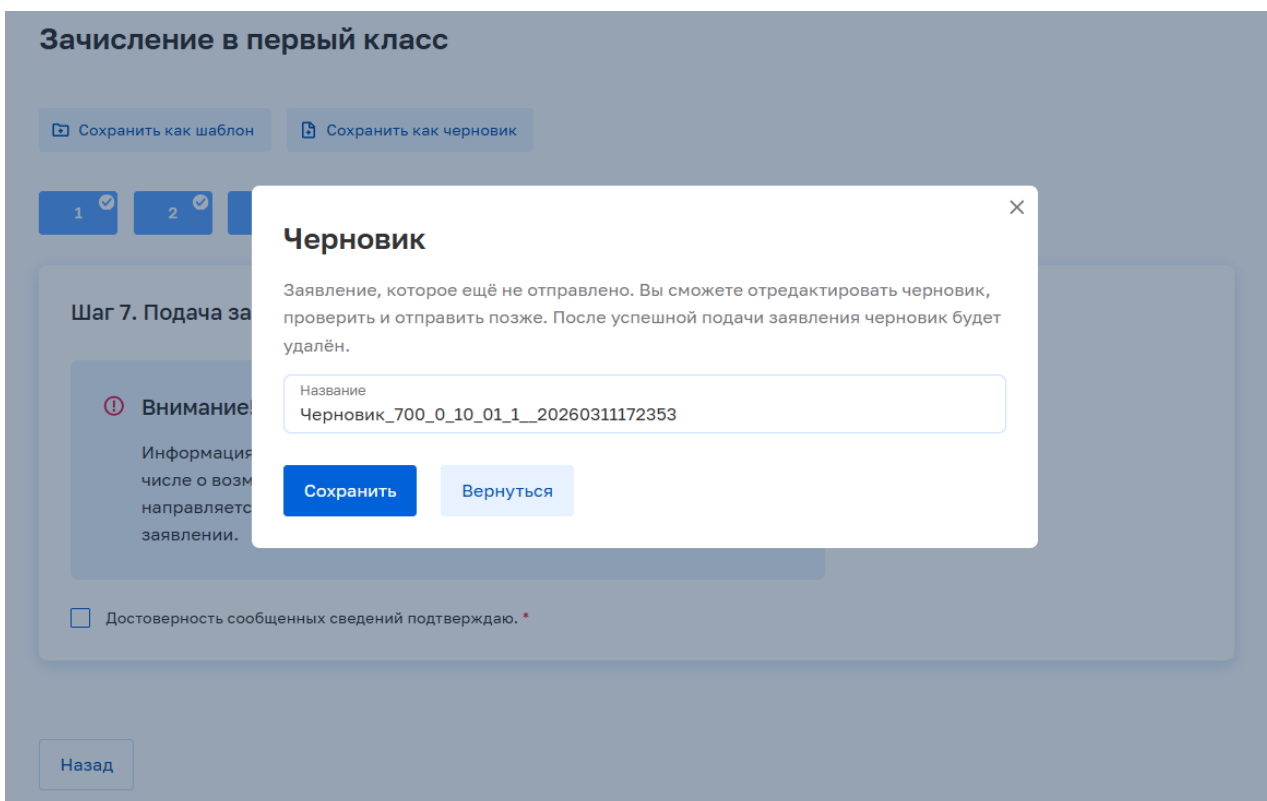 Зачисление в первый класс
Сохранить как шаблон
Сохранить как черновик
1
2
Черновик
Заявление, которое ещё не отправлено. Вы сможете отредактировать черновик,
проверить и отправить позже. После успешной подачи заявления черновик будет
удалён.
Название
Черновик_700_0_10_01_1__20260311172353
Сохранить
Вернуться
Шаг 7. Подача за
Внимание!
Информация
числе о возм
направляетс
заявлении.
Достоверность сообщенных сведений подтверждаю. *
Назад